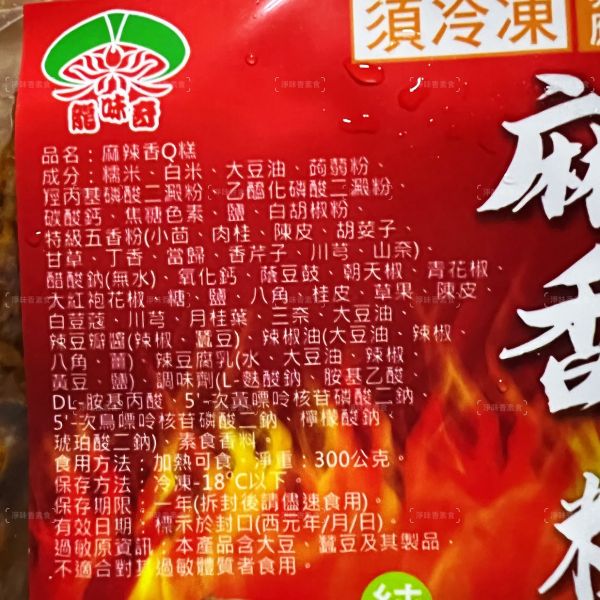 須冷凍
龍味奇
麻
香
品名：麻辣香Q糕
成分：糯米、白米、大豆油、蒟蒻粉、
羥丙基磷酸二澱粉、乙醯化磷酸二澱粉、
碳酸鈣、焦糖色素、鹽、白胡椒粉、
特級五香粉(小茴、肉桂、陳皮、胡荽子、
甘草、丁香、當歸、香芹子、川芎、山奈)、
醋酸鈉(無水)、氧化鈣、蔭豆鼓、朝天椒、青花椒、
大紅袍花椒、糖、鹽、八角、桂皮、草果、陳皮、
白荳蔻、川芎、月桂葉、三奈、大豆油、
辣豆瓣醬(辣椒、蠶豆)、辣椒油(大豆油、辣椒、
八角、薑)、辣豆腐乳(水、大豆油、辣椒、
黃豆、鹽)、調味劑(L-麩酸鈉、胺基乙酸、
DL-胺基丙酸、5'-次黃嘌呤核苷磷酸二鈉、
5'-次鳥嘌呤核苷磷酸二鈉、檸檬酸鈉、
琥珀酸二鈉)、素食香料。
食用方法：加熱可食 淨重：300公克。
保存方法：冷凍-18℃以下。
保存期限：一年(拆封後請儘速食用)。
有效日期：標示於封口(西元年/月/日)。
過敏原資訊：本產品含大豆、蠶豆及其製品、
不適合對其過敏體質者食用。
純